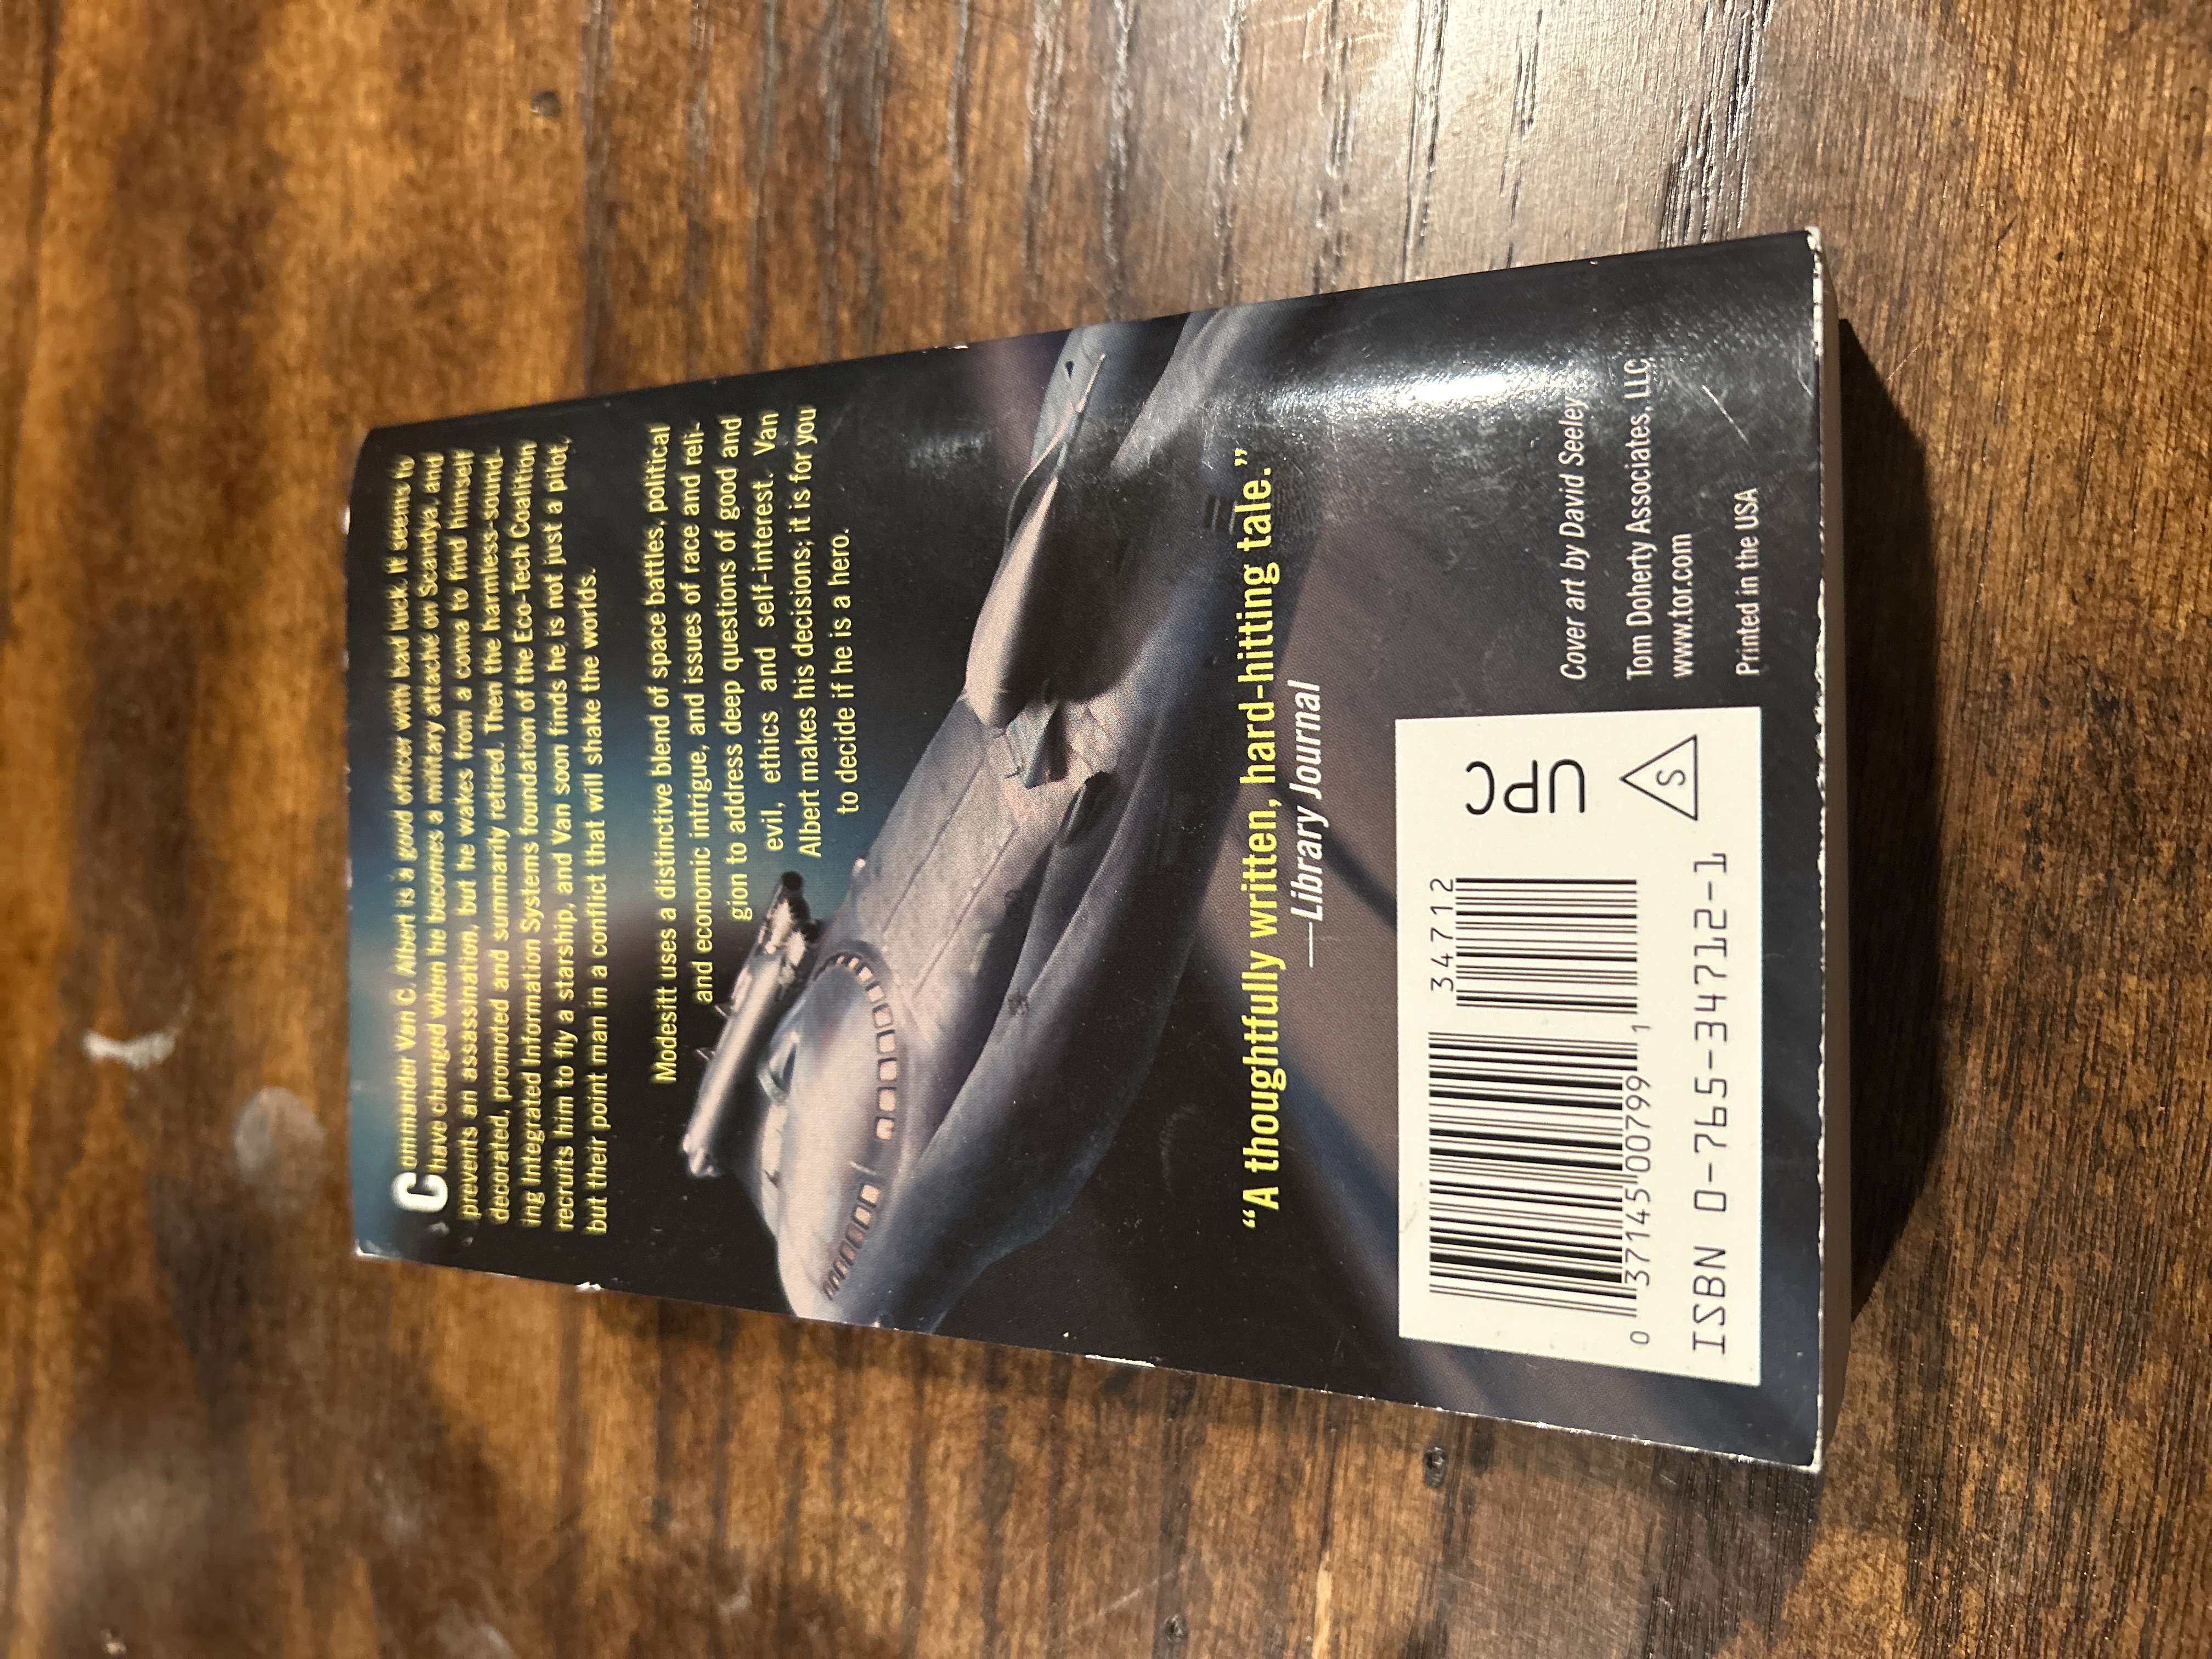 Commander Van C. Albert is a good officer with bad luck. It seems to
have changed when he becomes a military attaché on Scandya, and
prevents an assassination, but he wakes from a coma to find himself
decorated, promoted and summarily retired. Then the harmless-sound-
ing Integrated Information Systems foundation of the Eco-Tech Coalition
recruits him to fly a starship, and Van soon finds he is not just a pilot,
but their point man in a conflict that will shake the worlds.
Modesitt uses a distinctive blend of space battles, political
and economic intrigue, and issues of race and reli-
gion to address deep questions of good and
evil, ethics and self-interest. Van
Albert makes his decisions; it is for you
to decide if he is a hero.
“A thoughtfully written, hard-hitting tale.”
—Library Journal
34712
UPC
0 37145 00799 1
S
ISBN 0-765-34712-1
Cover art by David Seeley
Tom Doherty Associates, LLC
www.tor.com
Printed in the USA